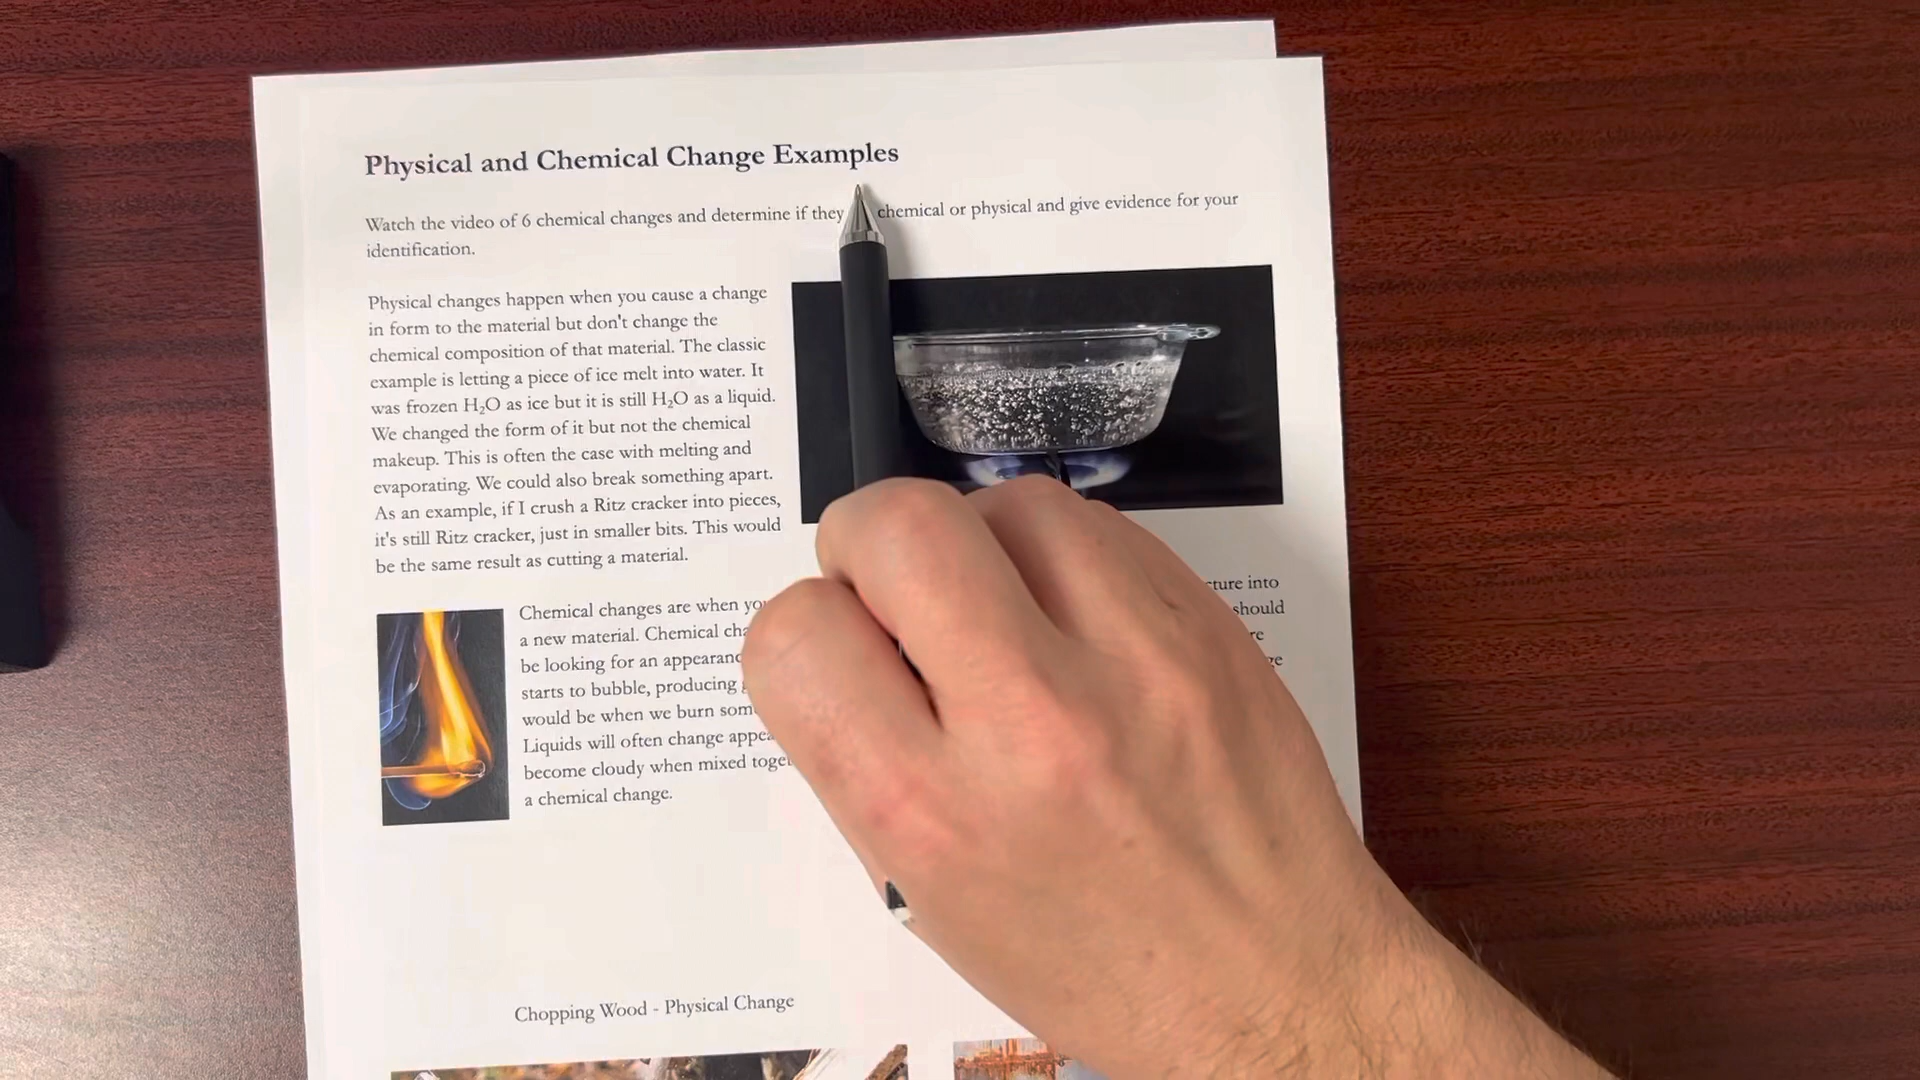 Physical and Chemical Change Examples
Watch the video of 6 chemical changes and determine if they chemical or physical and give evidence for your
identification.
Physical changes happen when you cause a change
in form to the material but don't change the
chemical composition of that material. The classic
example is letting a piece of ice melt into water. It
was frozen H₂O as ice but it is still H₂O as a liquid.
We changed the form of it but not the chemical
makeup. This is often the case with melting and
evaporating. We could also break something apart.
As an example, if I crush a Ritz cracker into pieces,
it's still Ritz cracker, just in smaller bits. This would
be the same result as cutting a material.
Chemical changes are when into
a new material. Chemical should
be looking for an
starts to bubble, producing
would be when we burn
Liquids will often change
become cloudy when mixed
a chemical change.
Chopping Wood - Physical Change